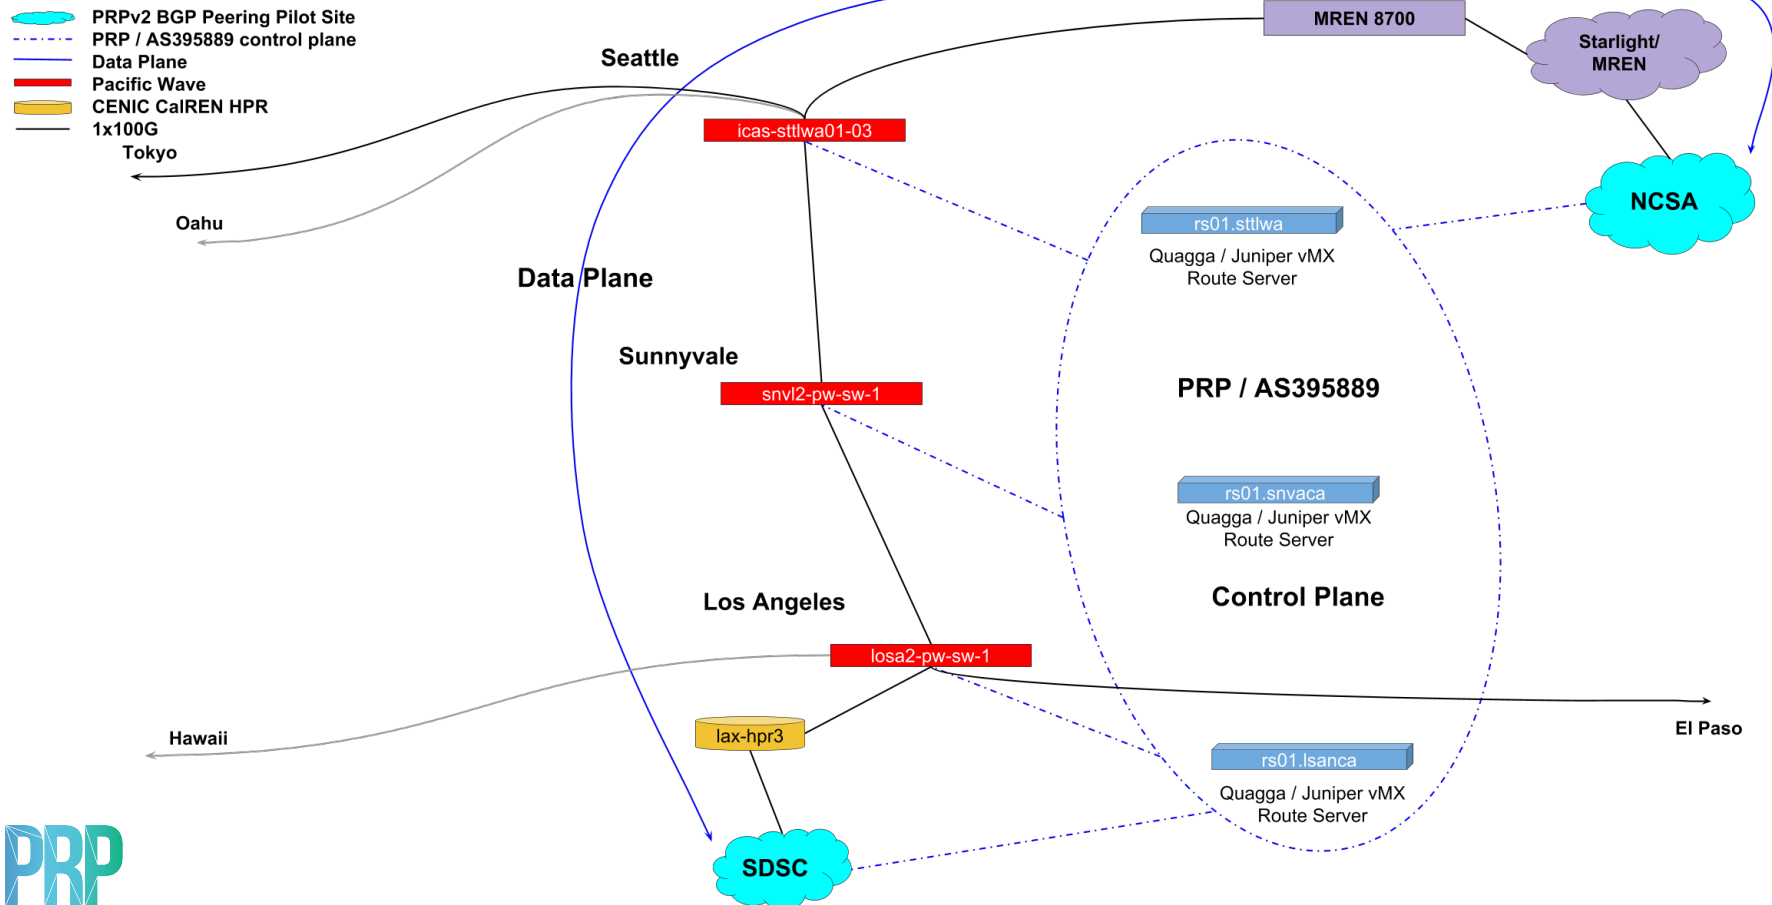 PRPv2 BGP Peering Pilot Site
PRP / AS395889 control plane
Data Plane
Pacific Wave
CENIC CalREN HPR
1x100G
Tokyo
Oahu
Seattle
MREN 8700
Starlight/
MREN
icas-sttlwa01-03
NCSA
rs01.sttlwa
Quagga / Juniper vMX
Route Server
Data Plane
Sunnyvale
snvl2-pw-sw-1
PRP / AS395889
rs01.snvaca
Quagga / Juniper vMX
Route Server
Control Plane
Los Angeles
losa2-pw-sw-1
El Paso
Hawaii
lax-hpr3
rs01.lsanca
Quagga / Juniper vMX
Route Server
SDSC
PRP